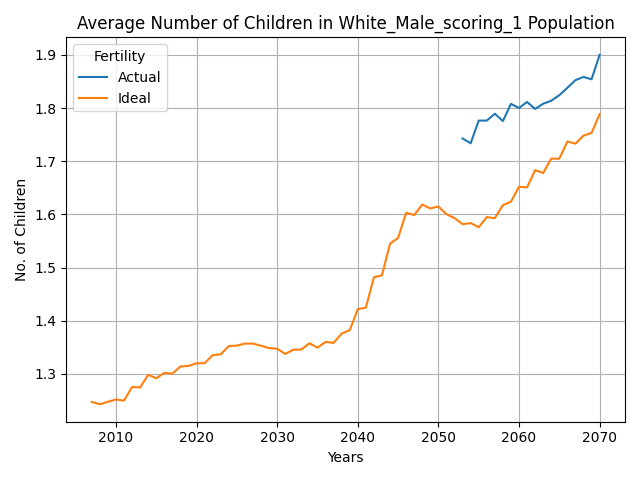 Average Number of Children in White_Male_scoring_1 Population
Fertility
Actual
Ideal
1.9
1.8
1.7
1.6
1.5
1.4
1.3
No. of Children
2010
2020
2030
2040
2050
2060
2070
Years